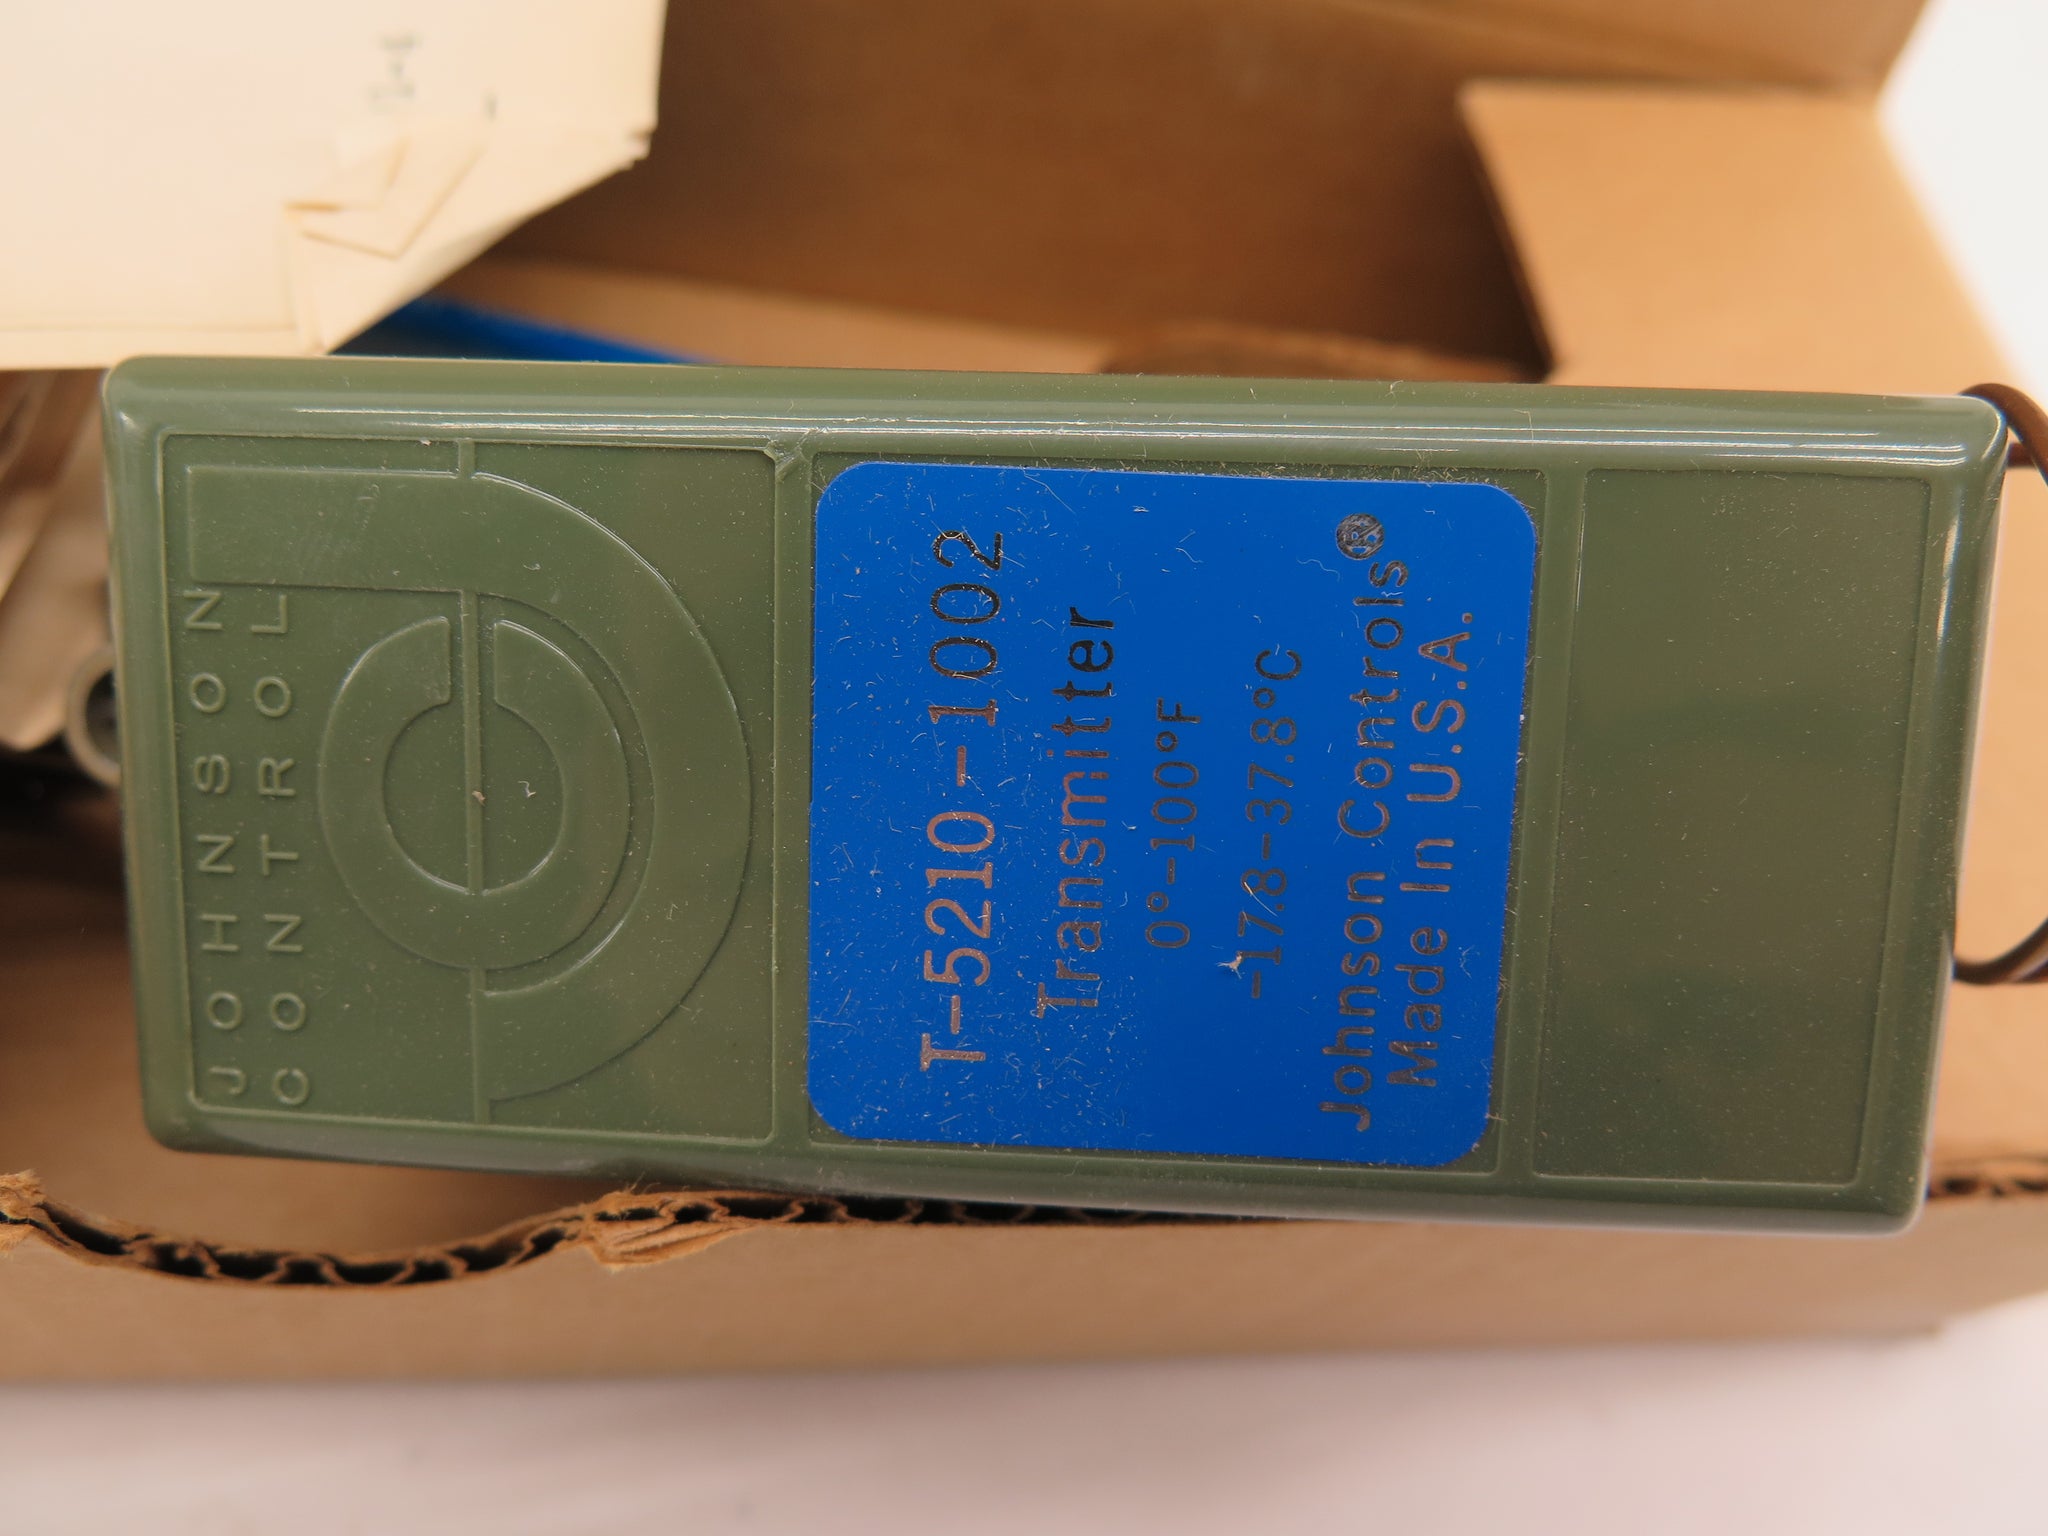 JOHNSON
CONTROL
T-5210-1002
Transmitter
0°-100°F
-17.8-37.8°C
Johnson Controls®
Made In U.S.A.